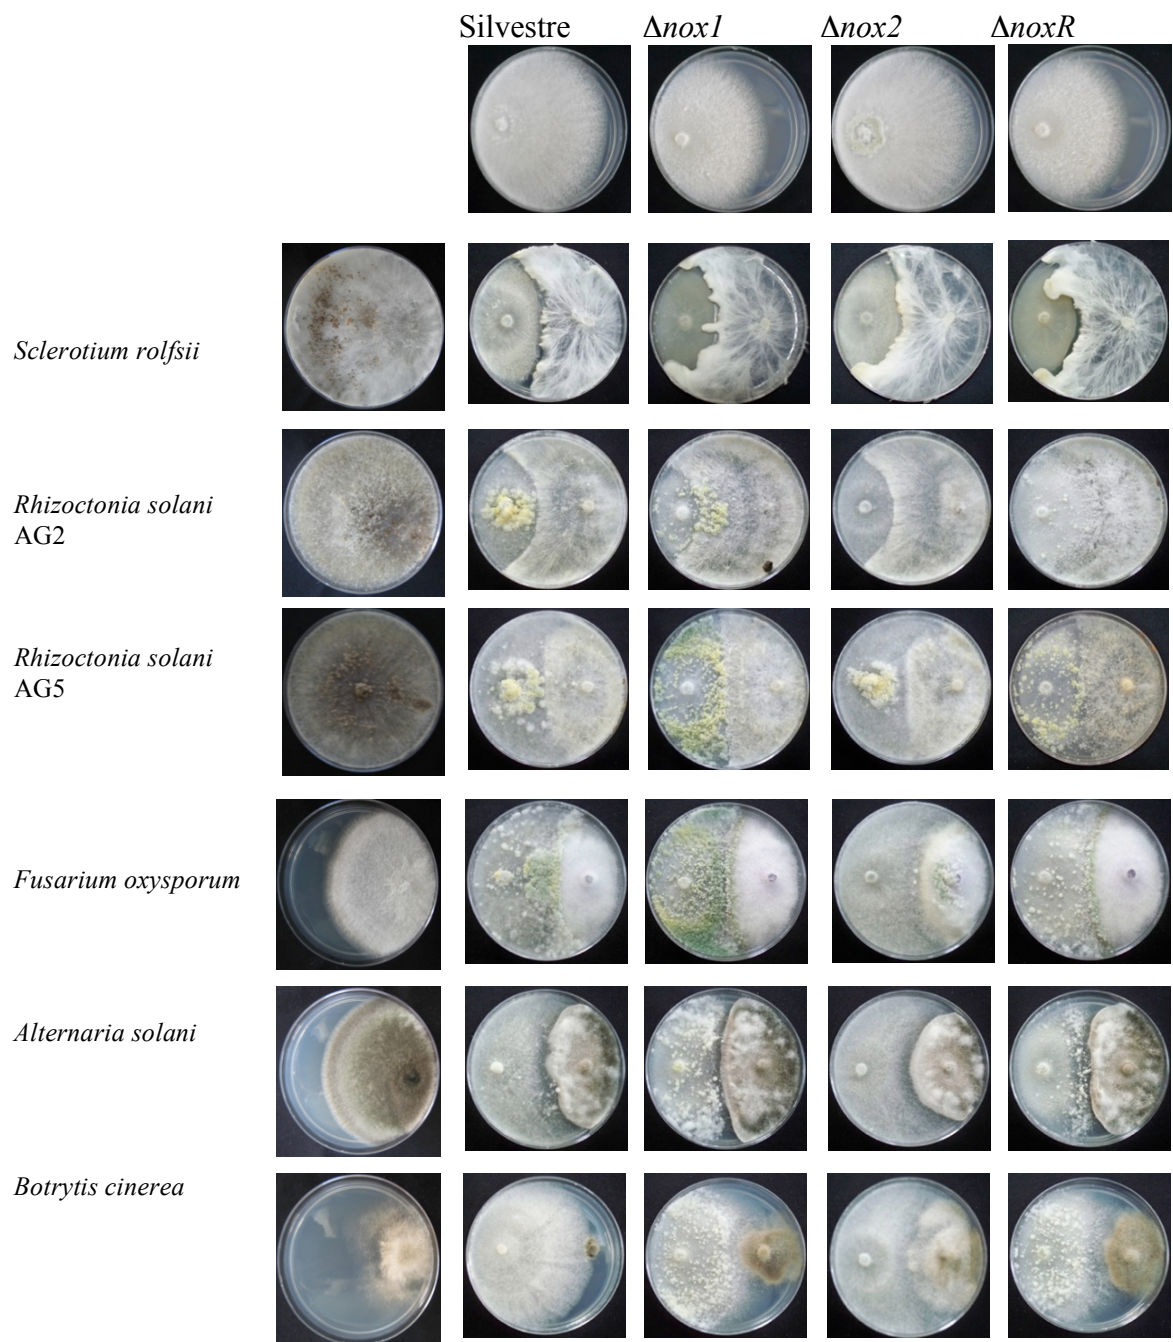 Silvestre Δnox1 Δnox2 ΔnoxR
Sclerotium rolfsii
Rhizoctonia solani
AG2
Rhizoctonia solani
AG5
Fusarium oxysporum
Alternaria solani
Botrytis cinerea